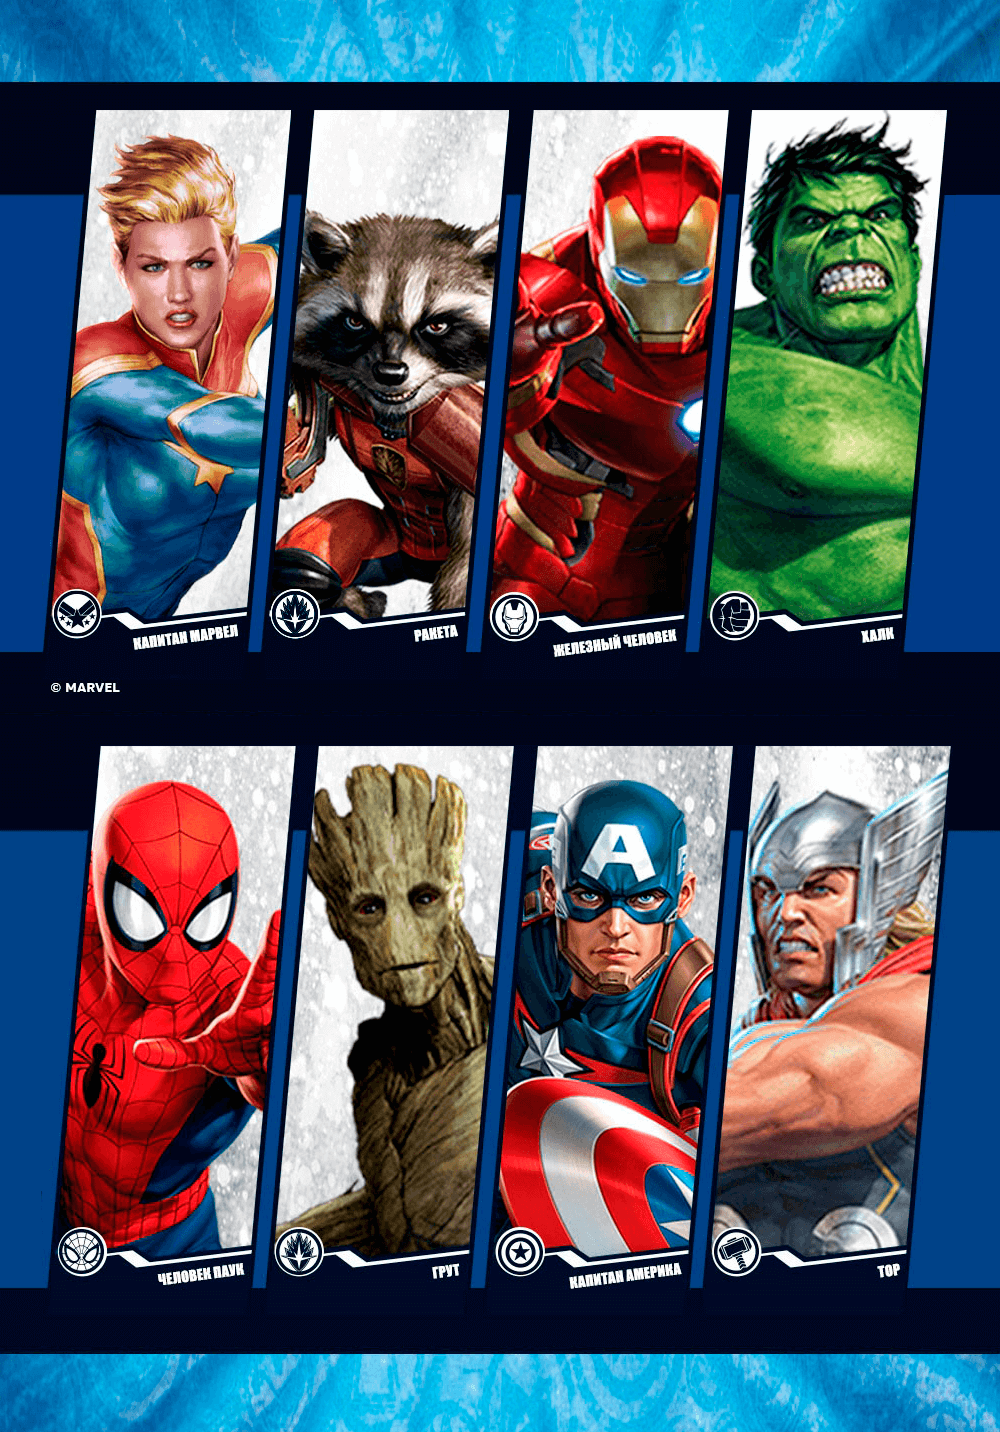 КАПИТАН МАРВЕЛ
РАКЕТА
ЖЕЛЕЗНЫЙ ЧЕЛОВЕК
ХАЛК
© MARVEL
A
ЧЕЛОВЕК ПАУК
ГРУТ
КАПИТАН АМЕРИКА
ТОР